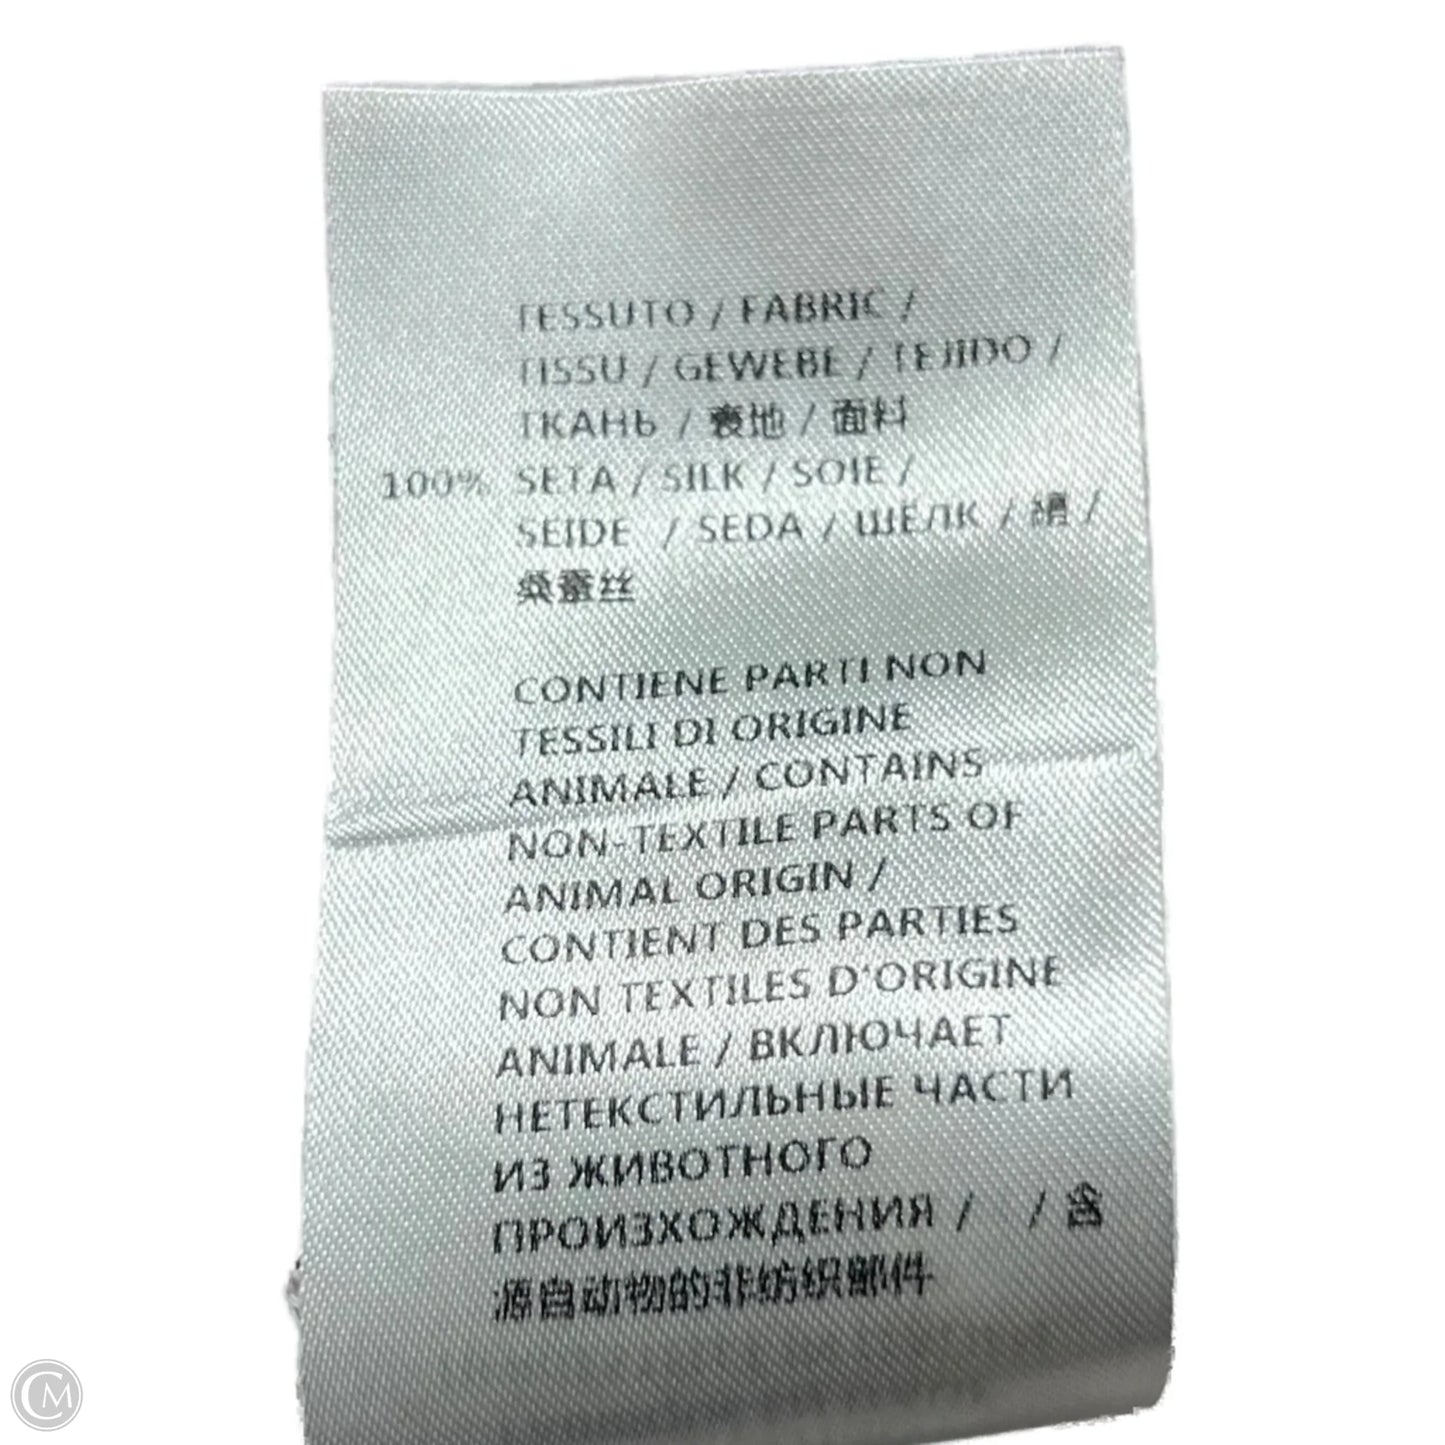 TESSUTO / FABRIC /
TISSU / GEWEBE / TEJIDO /
ТКАНЬ / 表地 / 面料
100% SETA / SILK / SOIE /
SEIDE / SEDA / ШЁЛК / 絹 /
桑蚕丝
CONTIENE PARTI NON
TESSILI DI ORIGINE
ANIMALE / CONTAINS
NON-TEXTILE PARTS OF
ANIMAL ORIGIN /
CONTIENT DES PARTIES
NON TEXTILES D'ORIGINE
ANIMALE / ВКЛЮЧАЕТ
НЕТЕКСТИЛЬНЫЕ ЧАСТИ
ИЗ ЖИВОТНОГО
ПРОИЗХОЖДЕНИЯ / / 含
源自动物的非纺织部件
CM